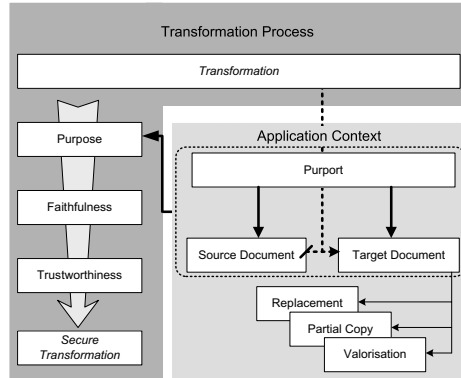 Transformation Process
Transformation
Purpose
Faithfulness
Trustworthiness
Secure
Transformation
Application Context
Purport
Source Document
Target Document
Replacement
Partial Copy
Valorisation